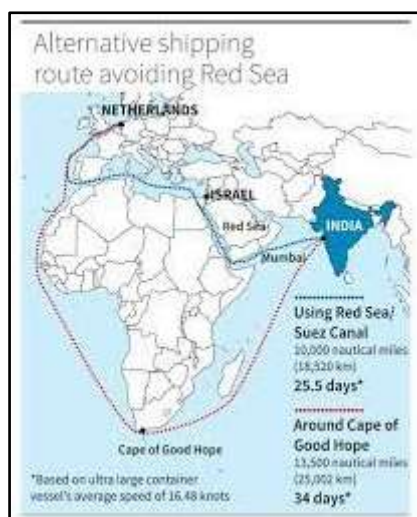 Alternative shipping
route avoiding Red Sea
NETHERLANDS
ISRAEL
Red Sea
INDIA
Mumbai
Using Red Sea/
Suez Canal
10,000 nautical miles
(18,520 km)
25.5 days*
Around Cape of
Good Hope
13,500 nautical miles
(25,002 km)
34 days*
Cape of Good Hope
*Based on ultra large container
vessel's average speed of 16.48 knots